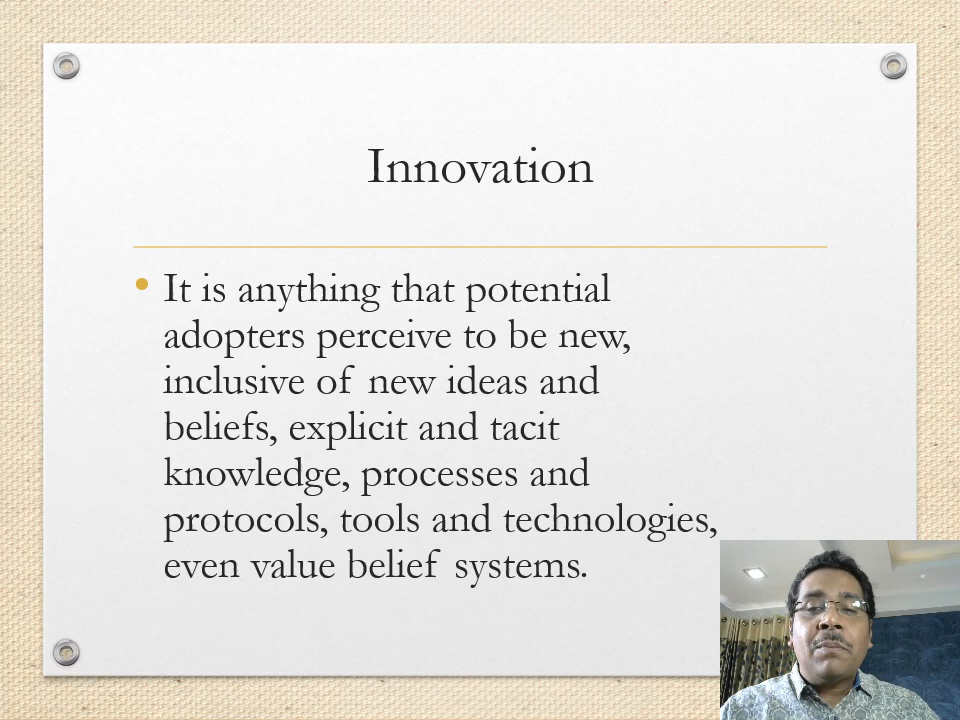 Innovation
• It is anything that potential
adopters perceive to be new,
inclusive of new ideas and
beliefs, explicit and tacit
knowledge, processes and
protocols, tools and technologies,
even value belief systems.